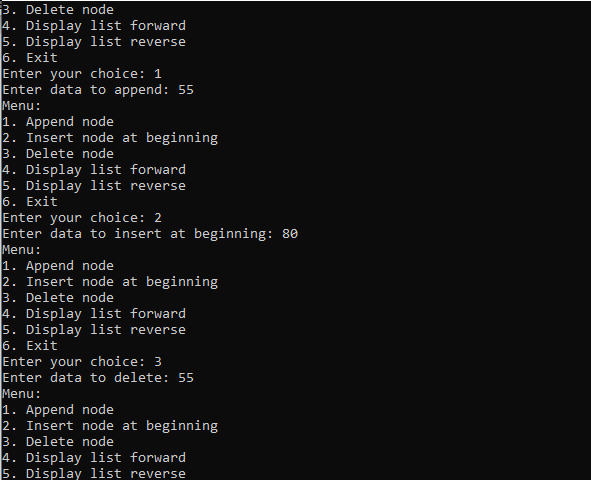 3. Delete node
4. Display list forward
5. Display list reverse
6. Exit
Enter your choice: 1
Enter data to append: 55
Menu:
1. Append node
2. Insert node at beginning
3. Delete node
4. Display list forward
5. Display list reverse
6. Exit
Enter your choice: 2
Enter data to insert at beginning: 80
Menu:
1. Append node
2. Insert node at beginning
3. Delete node
4. Display list forward
5. Display list reverse
6. Exit
Enter your choice: 3
Enter data to delete: 55
Menu:
1. Append node
2. Insert node at beginning
3. Delete node
4. Display list forward
5. Display list reverse